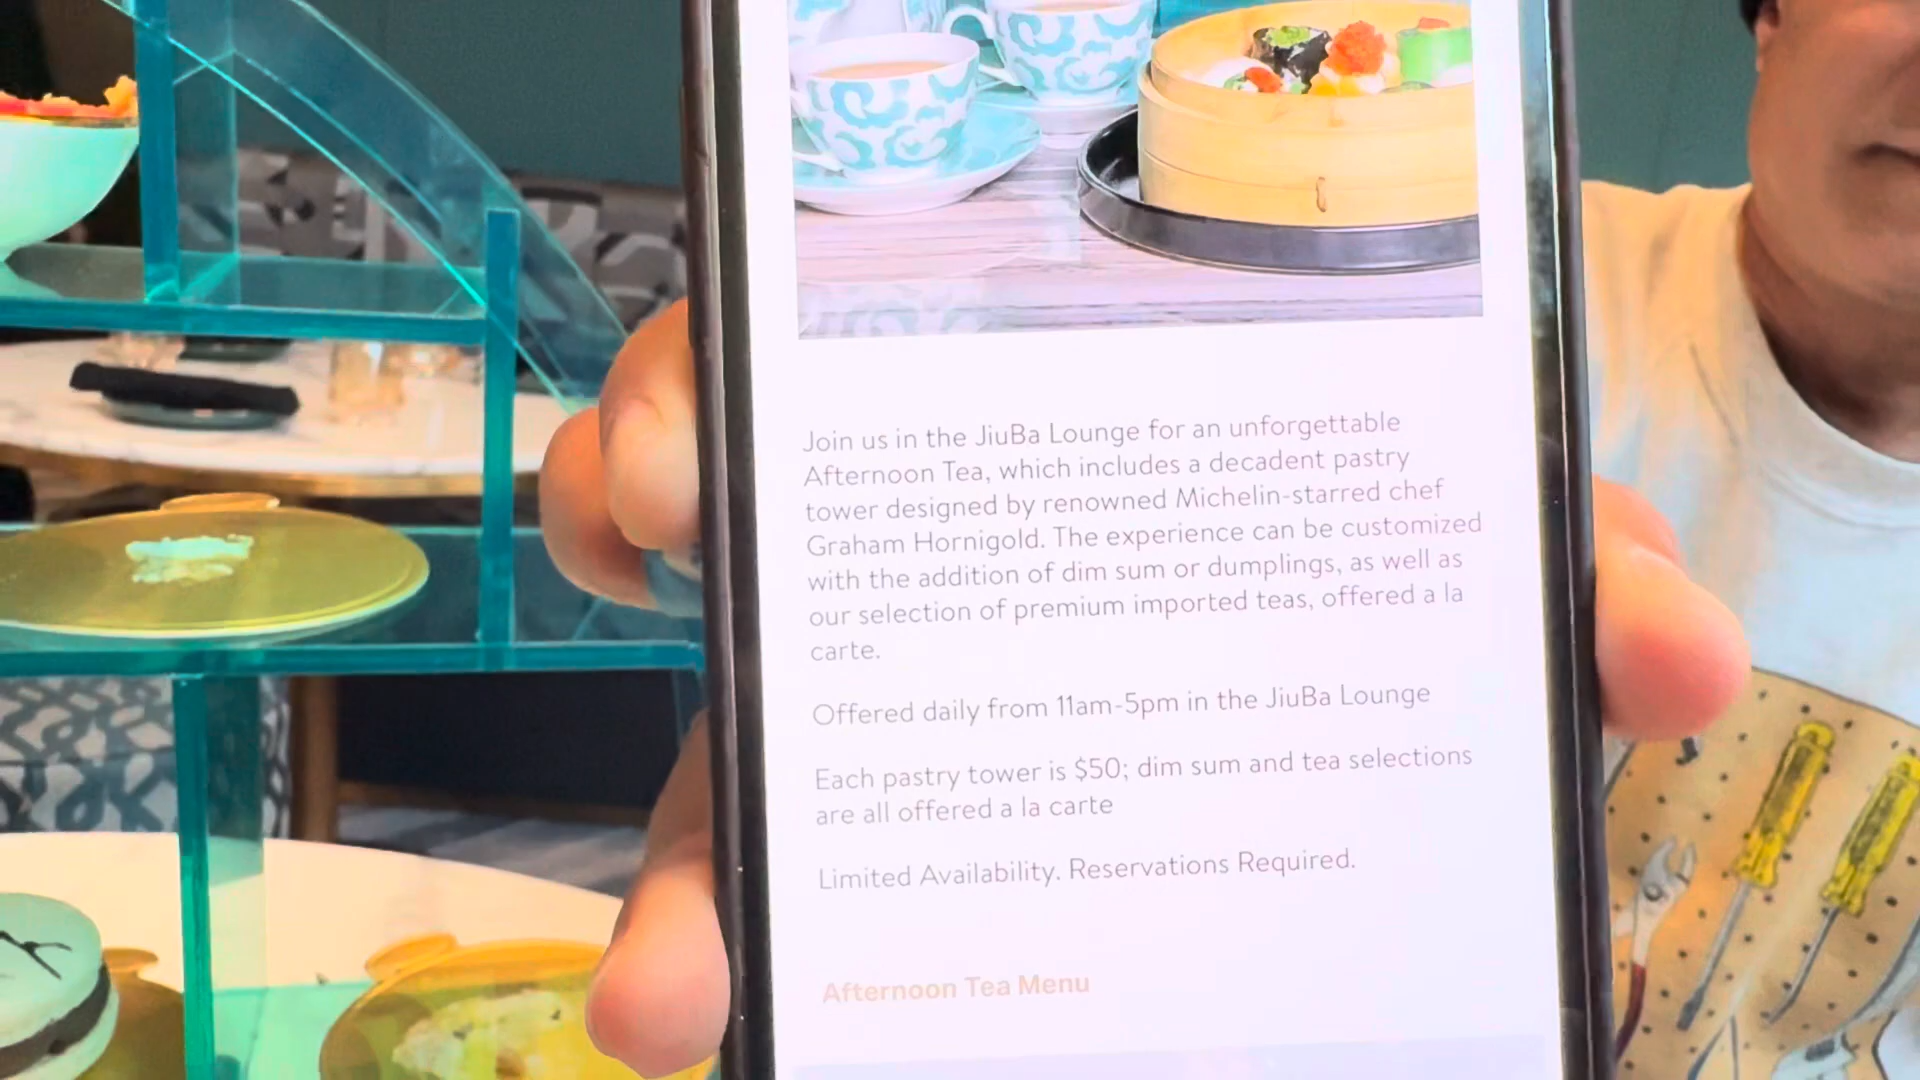 Join us in the JiuBa Lounge for an unforgettable
Afternoon Tea, which includes a decadent pastry
tower designed by renowned Michelin-starred chef
Graham Hornigold. The experience can be customized
with the addition of dim sum or dumplings, as well as
our selection of premium imported teas, offered a la
carte.
Offered daily from 11am-5pm in the JiuBa Lounge
Each pastry tower is $50; dim sum and tea selections
are all offered a la carte
Limited Availability. Reservations Required.
Afternoon Tea Menu